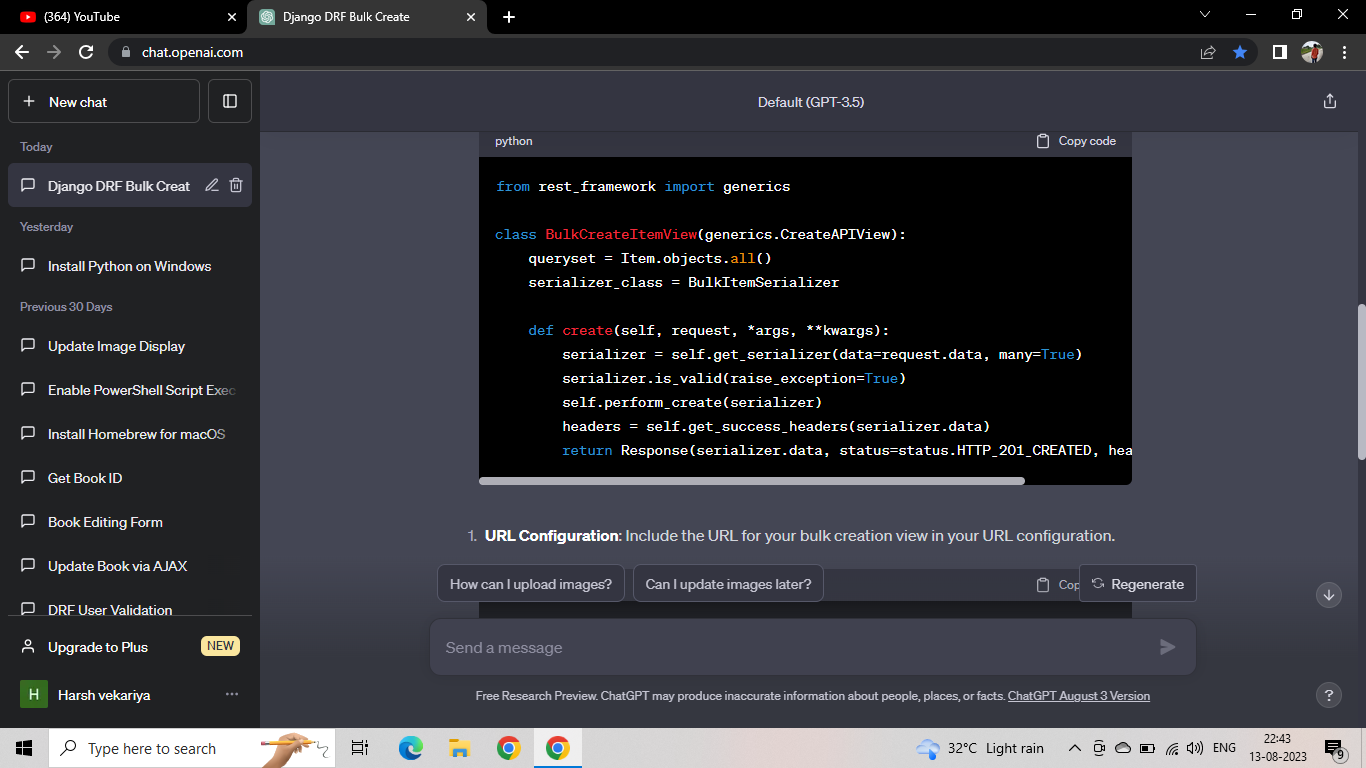 (364) YouTube
Django DRF Bulk Create
chat.openai.com
New chat
Today
Django DRF Bulk Creat
Yesterday
Install Python on Windows
Previous 30 Days
Update Image Display
Enable PowerShell Script Exec
Install Homebrew for macOS
Get Book ID
Book Editing Form
Update Book via AJAX
DRF User Validation
Upgrade to Plus NEW
H Harsh vekariya
Default (GPT-3.5)
python Copy code
from rest_framework import generics
class BulkCreateItemView(generics.CreateAPIView):
    queryset = Item.objects.all()
    serializer_class = BulkItemSerializer
    def create(self, request, *args, **kwargs):
        serializer = self.get_serializer(data=request.data, many=True)
        serializer.is_valid(raise_exception=True)
        self.perform_create(serializer)
        headers = self.get_success_headers(serializer.data)
        return Response(serializer.data, status=status.HTTP_201_CREATED, hea
1. URL Configuration: Include the URL for your bulk creation view in your URL configuration.
How can I upload images? Can I update images later? Cop Regenerate
Send a message
Free Research Preview. ChatGPT may produce inaccurate information about people, places, or facts. ChatGPT August 3 Version
?
Type here to search
32°C Light rain
ENG
22:43
13-08-2023
9